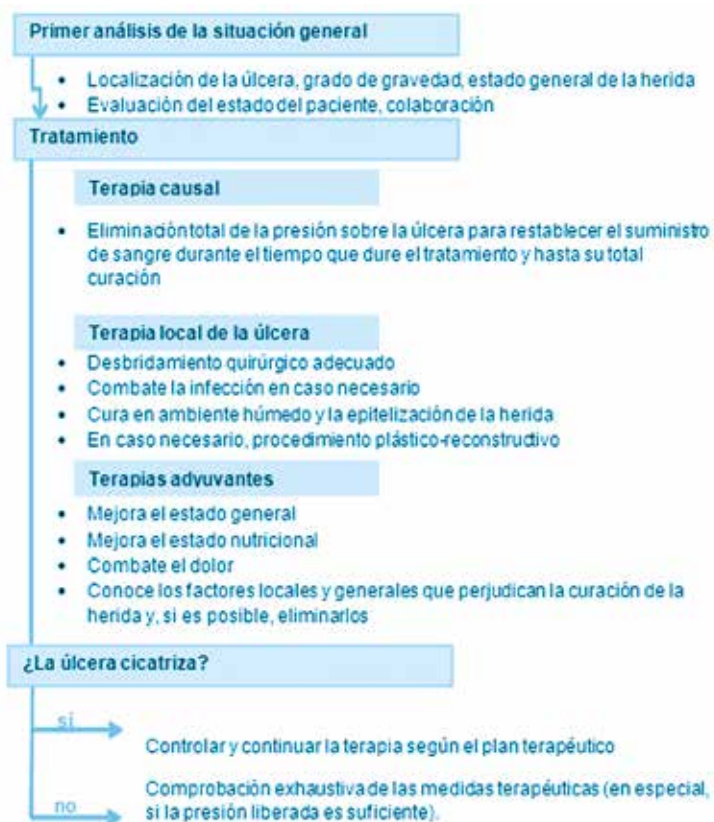 Primer análisis de la situación general
• Localización de la úlcera, grado de gravedad, estado general de la herida
• Evaluación del estado del paciente, colaboración
Tratamiento
Terapia causal
• Eliminación total de la presión sobre la úlcera para restablecer el suministro
de sangre durante el tiempo que dure el tratamiento y hasta su total
curación
Terapia local de la úlcera
• Desbridamiento quirúrgico adecuado
• Combate la infección en caso necesario
• Cura en ambiente húmedo y la epitelización de la herida
• En caso necesario, procedimiento plástico-reconstructivo
Terapias adyuvantes
• Mejora el estado general
• Mejora el estado nutricional
• Combate el dolor
• Conoce los factores locales y generales que perjudican la curación de la
herida y, si es posible, eliminarlos
¿La úlcera cicatriza?
sí
Controlar y continuar la terapia según el plan terapéutico
no
Comprobación exhaustiva de las medidas terapéuticas (en especial,
si la presión liberada es suficiente).